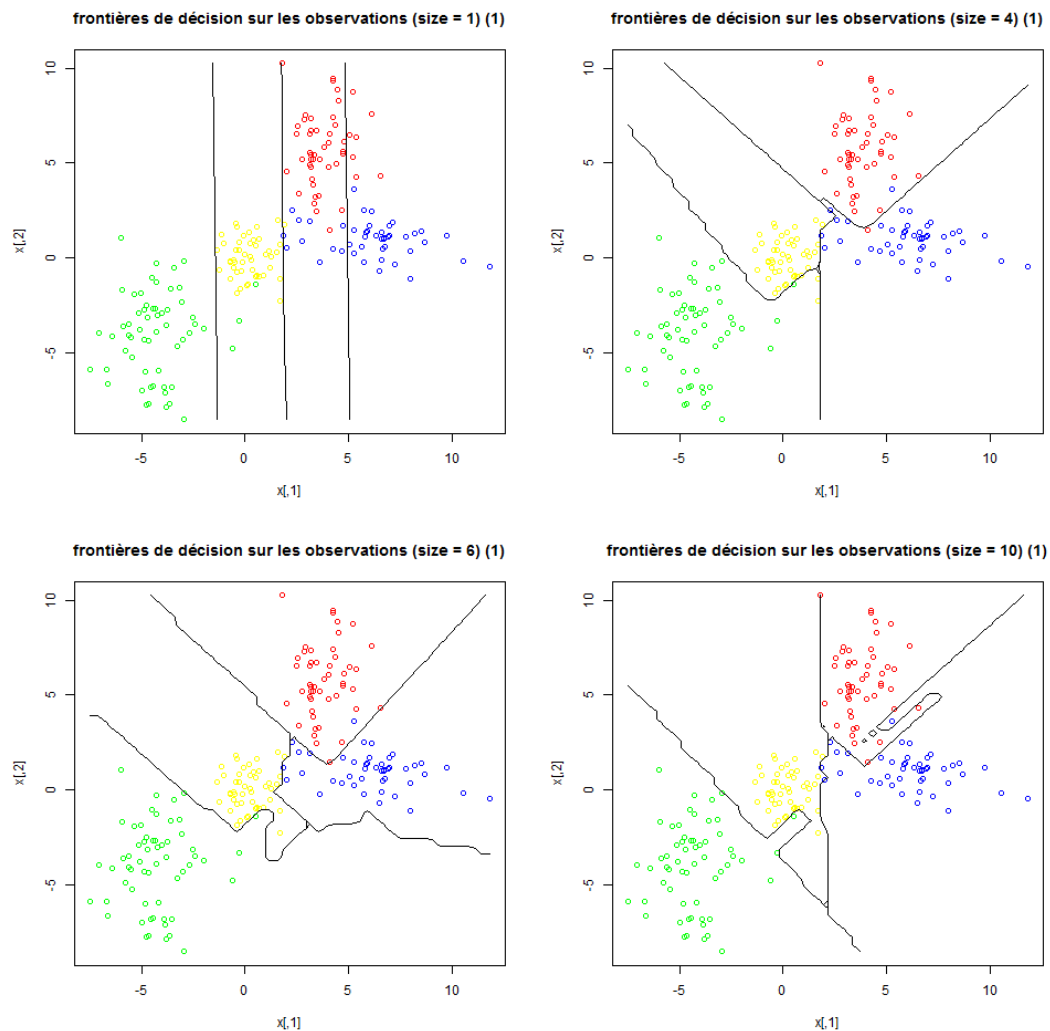 frontières de décision sur les observations (size = 1) (1)
x[,2]
10
5
0
-5
-5 0 5 10
x[,1]
frontières de décision sur les observations (size = 4) (1)
x[,2]
10
5
0
-5
-5 0 5 10
x[,1]
frontières de décision sur les observations (size = 6) (1)
x[,2]
10
5
0
-5
-5 0 5 10
x[,1]
frontières de décision sur les observations (size = 10) (1)
x[,2]
10
5
0
-5
-5 0 5 10
x[,1]